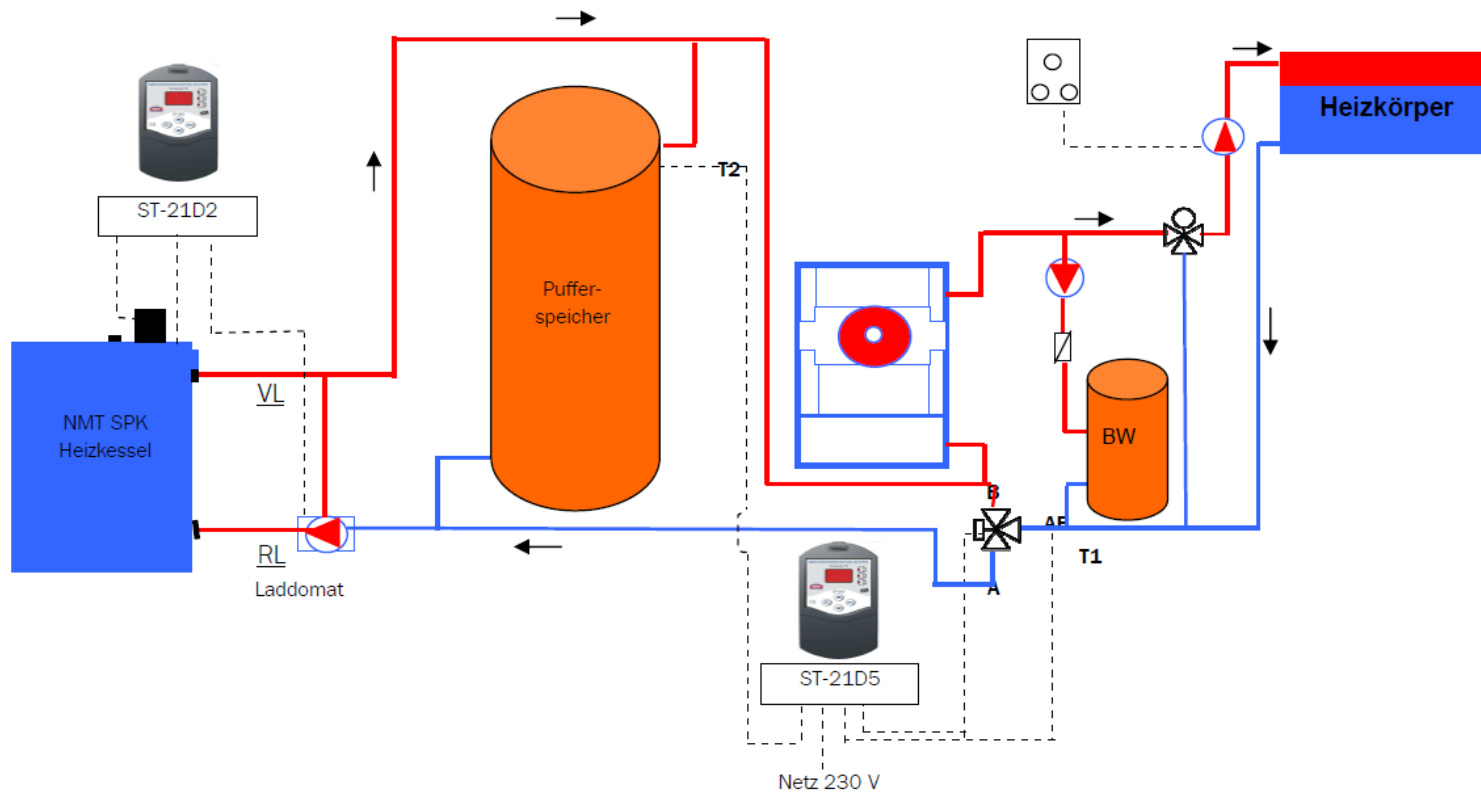 Heizkörper
T2
ST-21D2
Puffer-
speicher
VL
NMT SPK
Heizkessel
BW
B
RL
AB
T1
Laddomat
A
ST-21D5
Netz 230 V